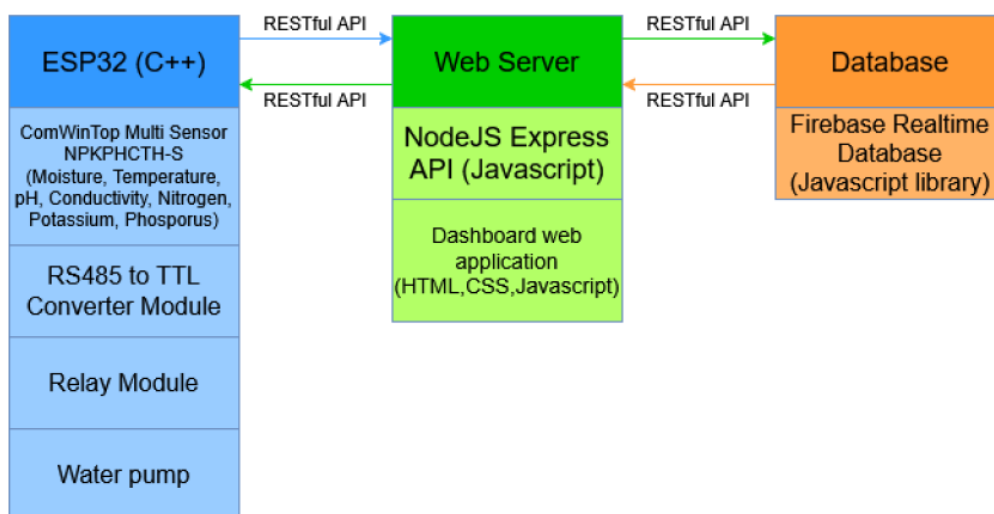 RESTful API
RESTful API
ESP32 (C++)
Web Server
Database
RESTful API
RESTful API
ComWinTop Multi Sensor
NPKPHCTH-S
(Moisture, Temperature,
pH, Conductivity, Nitrogen,
Potassium, Phosporus)
NodeJS Express
API (Javascript)
Firebase Realtime
Database
(Javascript library)
Dashboard web
application
(HTML,CSS,Javascript)
RS485 to TTL
Converter Module
Relay Module
Water pump